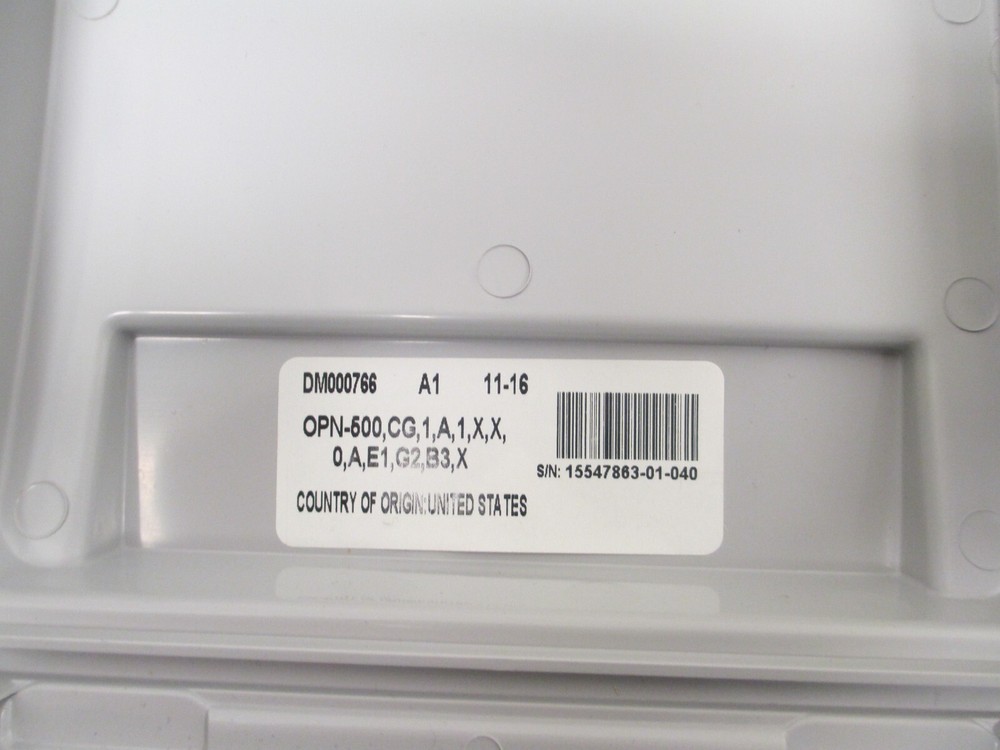 DM000766 A1 11-16
OPN-500,CG,1,A,1,X,X,
0,A,E1,G2,B3,X
S/N: 15547863-01-040
COUNTRY OF ORIGIN:UNITED STATES